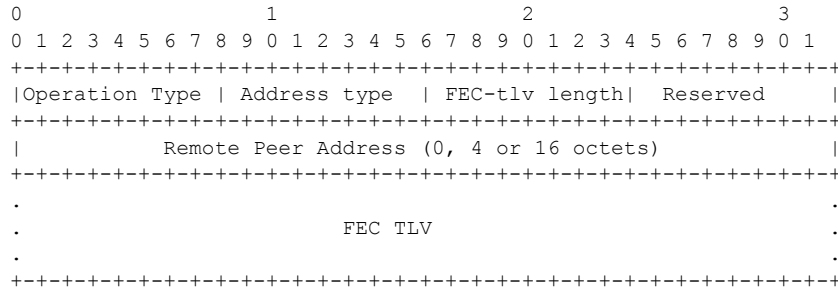 0                   1                   2                   3
0 1 2 3 4 5 6 7 8 9 0 1 2 3 4 5 6 7 8 9 0 1 2 3 4 5 6 7 8 9 0 1
+-+-+-+-+-+-+-+-+-+-+-+-+-+-+-+-+-+-+-+-+-+-+-+-+-+-+-+-+-+-+-+-+
|Operation Type | Address type  | FEC-tlv length|  Reserved     |
+-+-+-+-+-+-+-+-+-+-+-+-+-+-+-+-+-+-+-+-+-+-+-+-+-+-+-+-+-+-+-+-+
|           Remote Peer Address (0, 4 or 16 octets)             |
+-+-+-+-+-+-+-+-+-+-+-+-+-+-+-+-+-+-+-+-+-+-+-+-+-+-+-+-+-+-+-+-+
.                                                               .
.                         FEC TLV                               .
.                                                               .
+-+-+-+-+-+-+-+-+-+-+-+-+-+-+-+-+-+-+-+-+-+-+-+-+-+-+-+-+-+-+-+-+